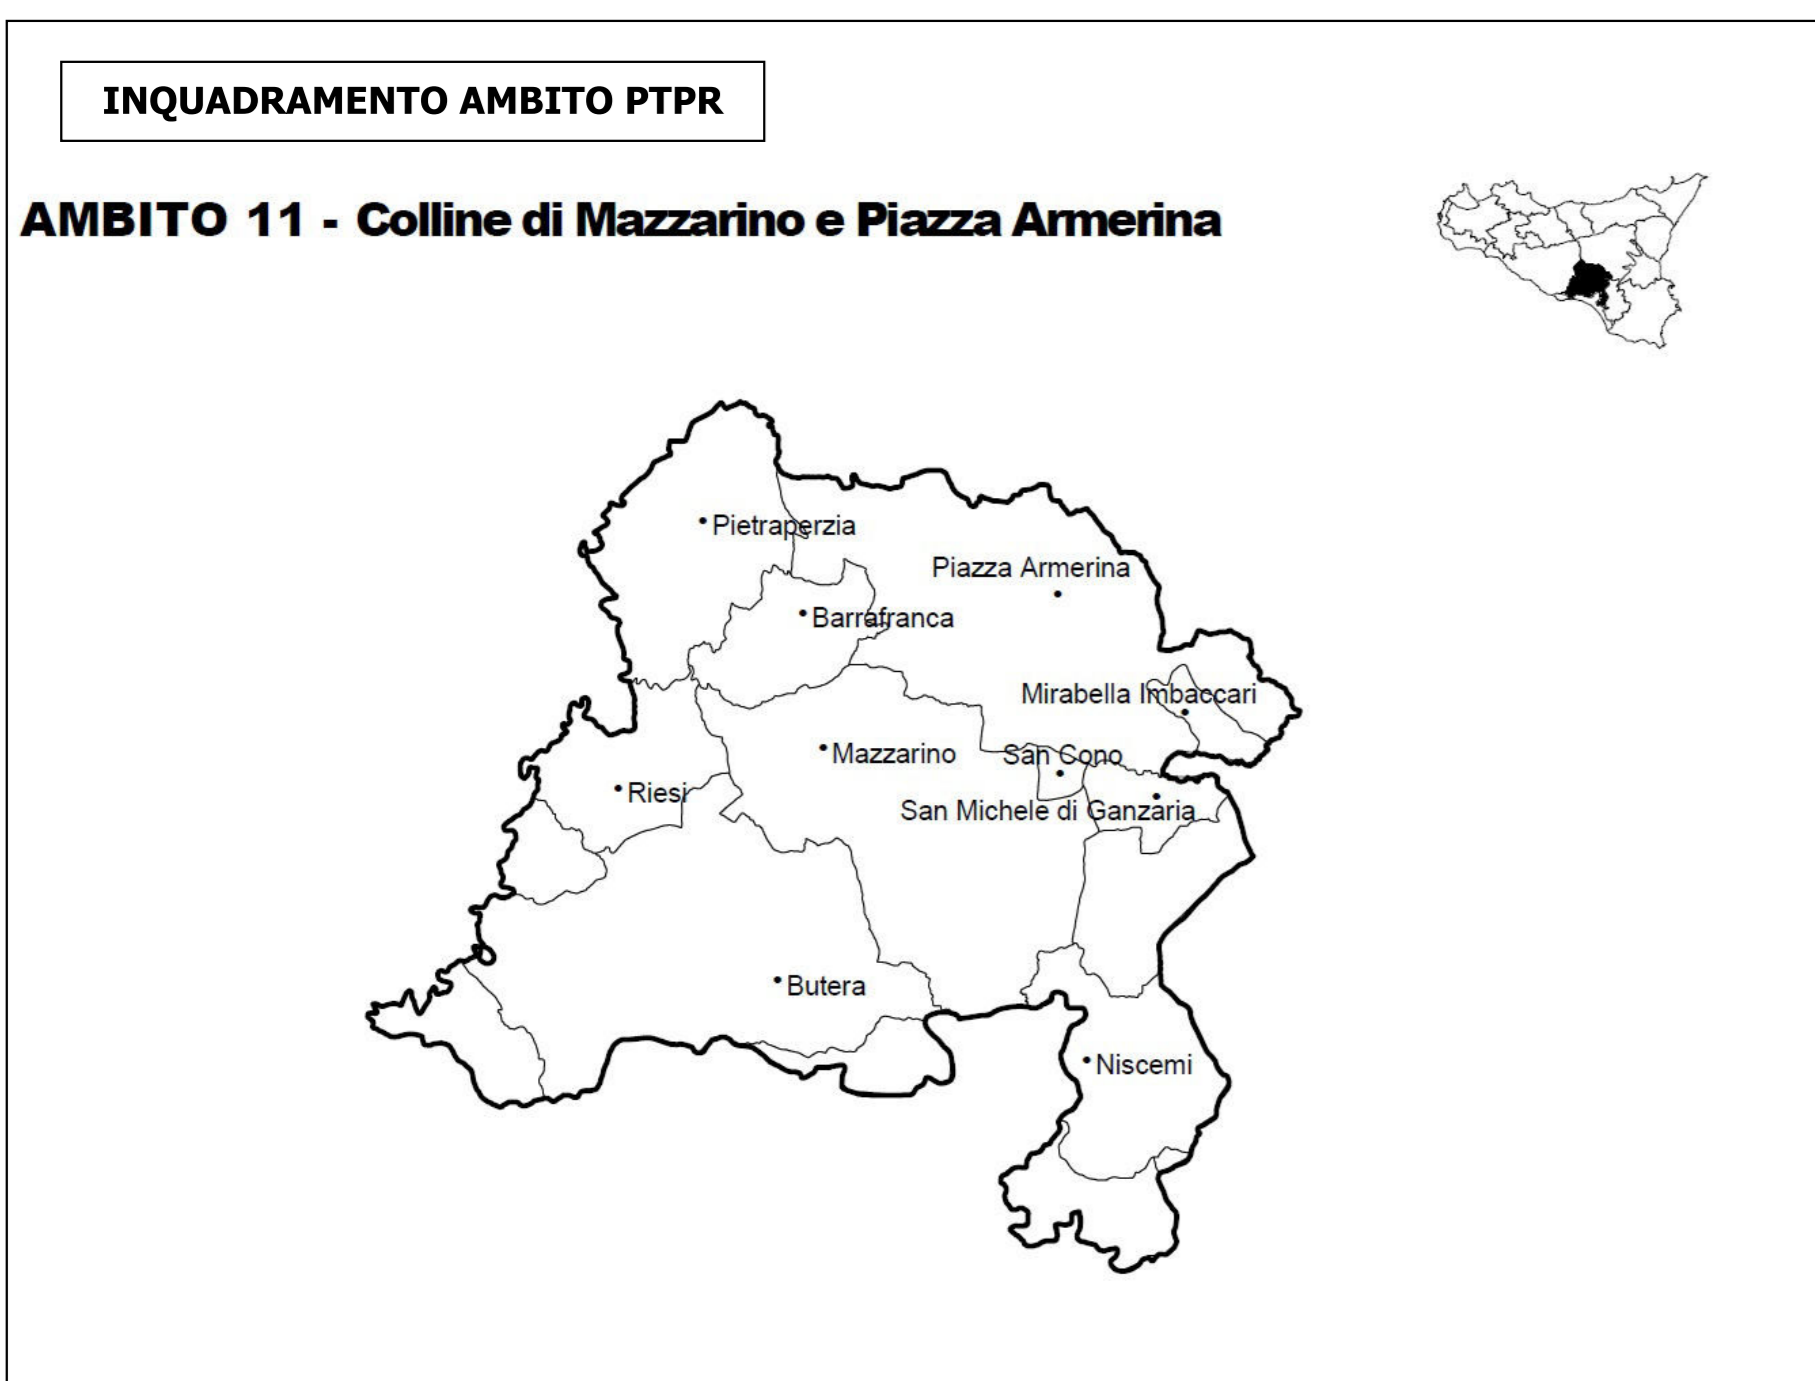 INQUADRAMENTO AMBITO PTPR
AMBITO 11 - Colline di Mazzarino e Piazza Armerina
Pietraperzia
Piazza Armerina
Barrafranca
Mirabella Imbaccari
Mazzarino
San Cono
Riesi
San Michele di Ganzaria
Butera
Niscemi